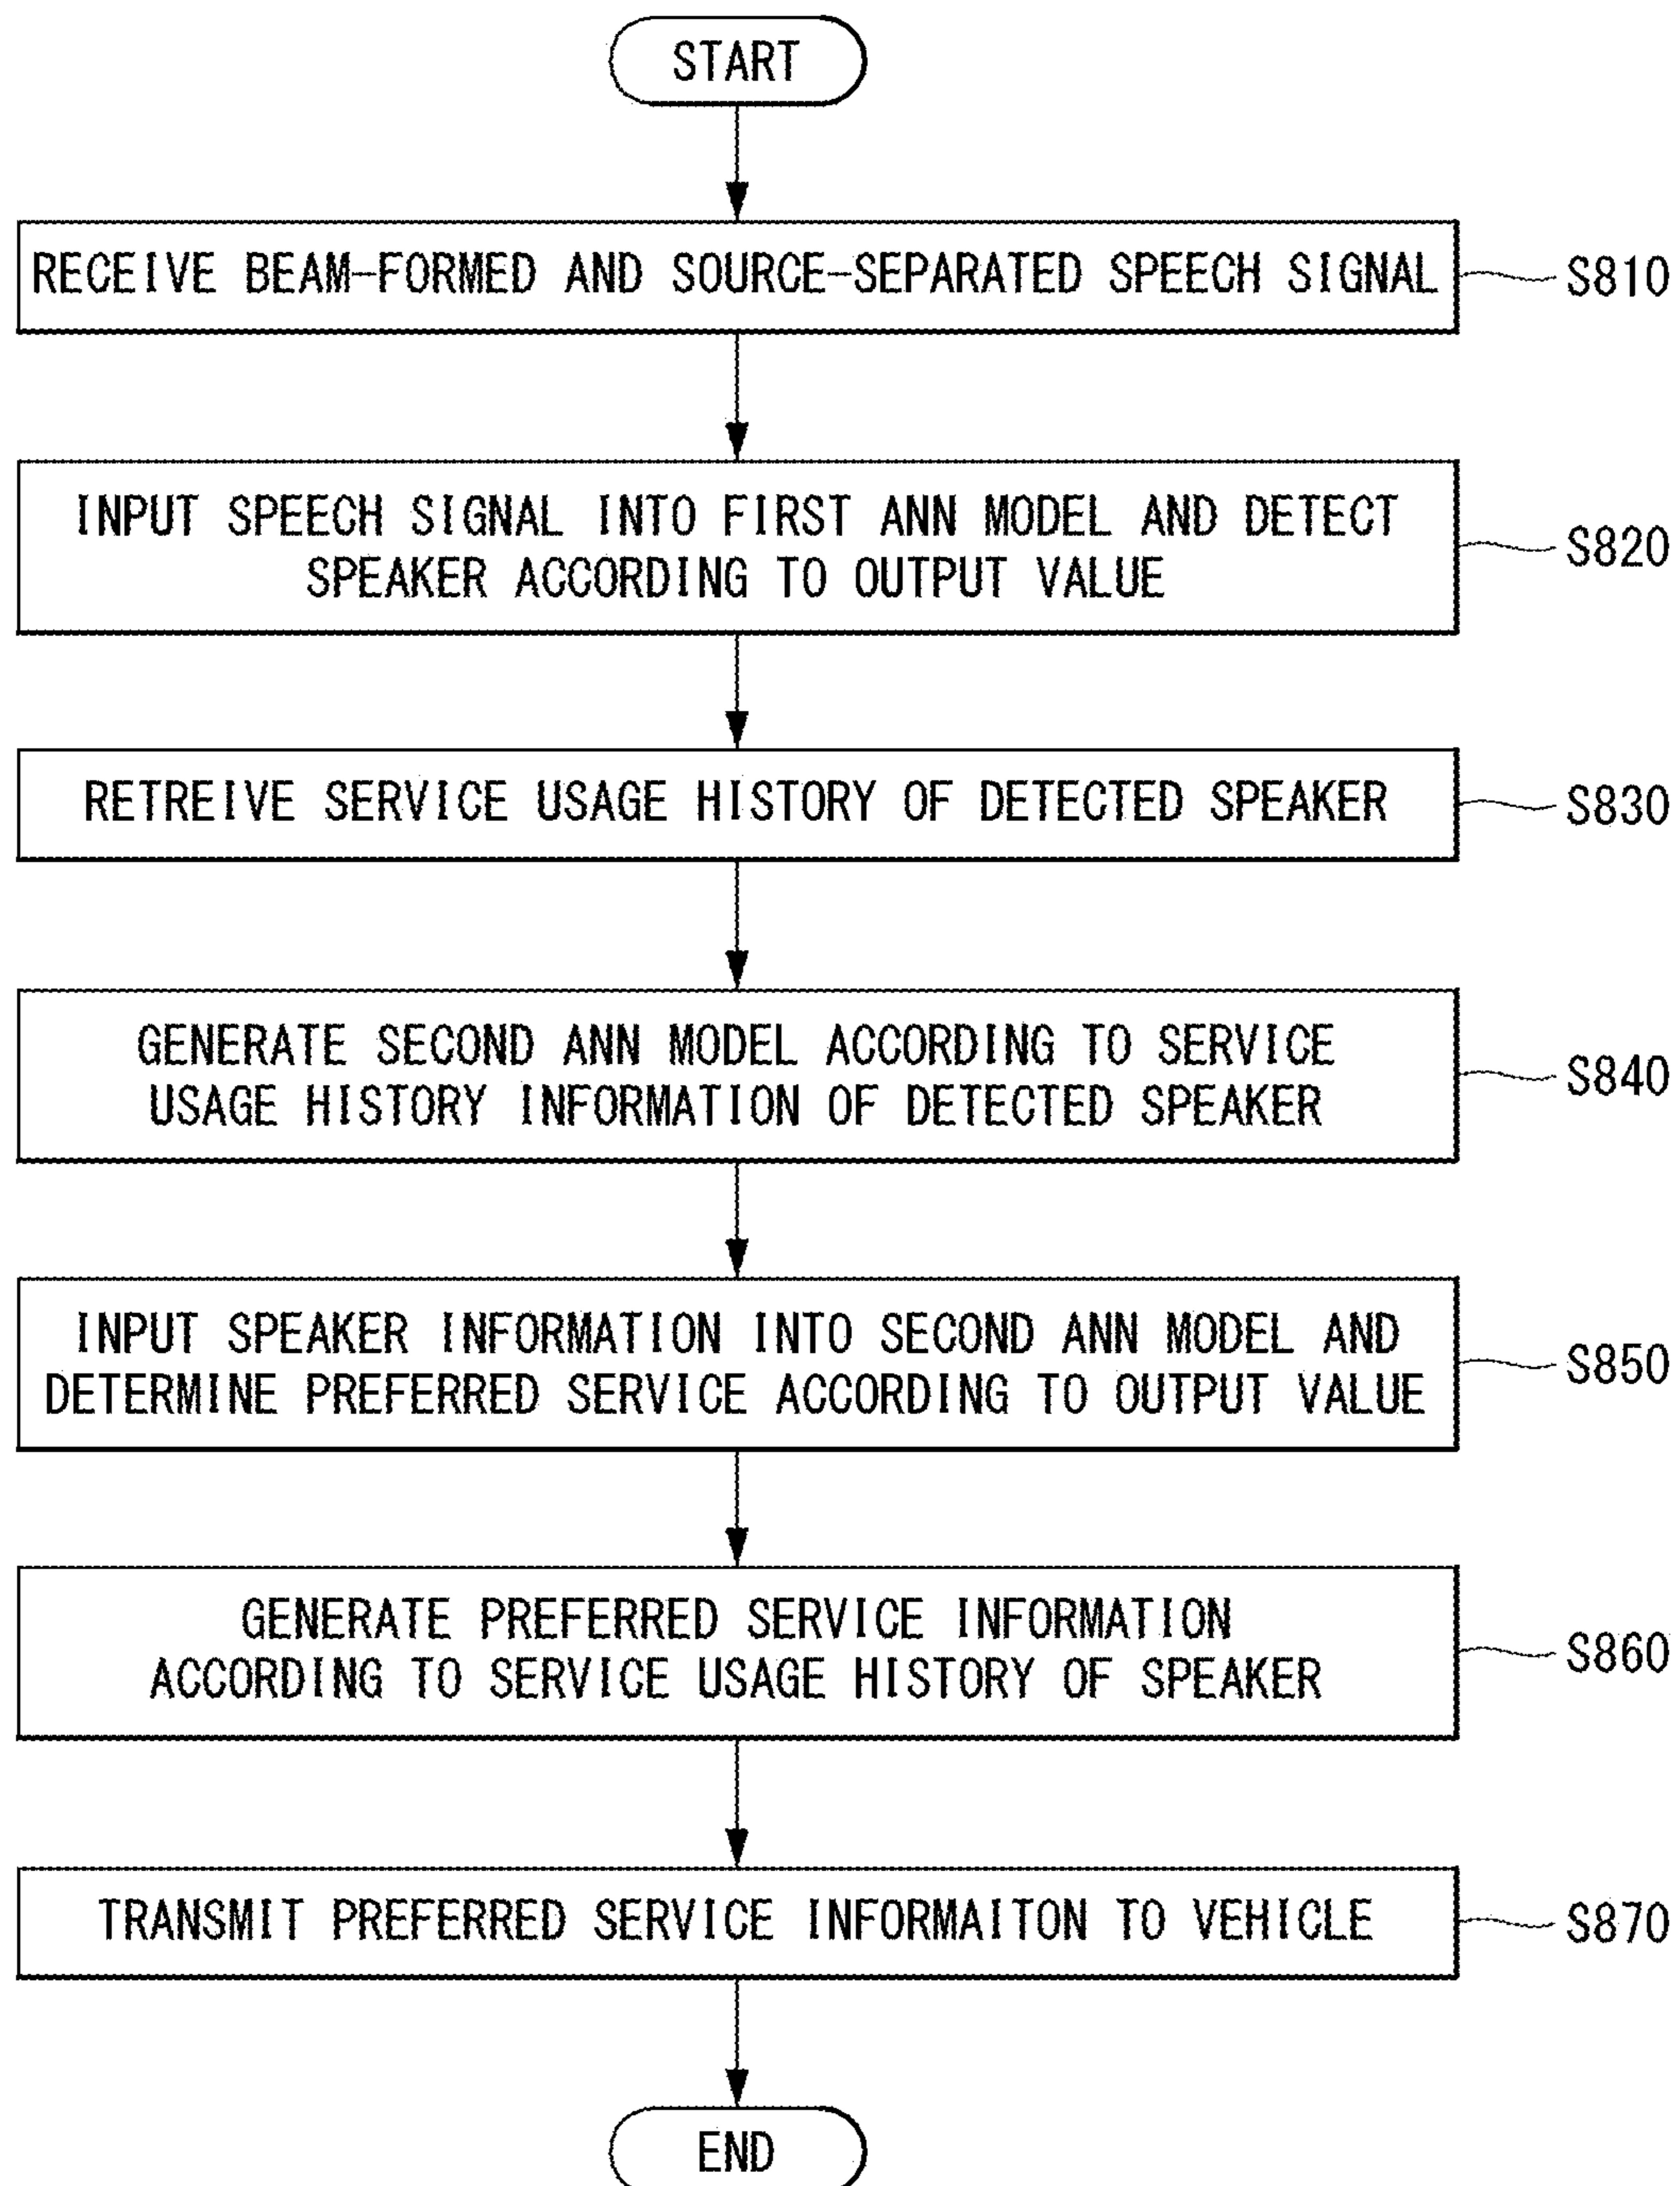 START
RECEIVE BEAM-FORMED AND SOURCE-SEPARATED SPEECH SIGNAL
S810
INPUT SPEECH SIGNAL INTO FIRST ANN MODEL AND DETECT
SPEAKER ACCORDING TO OUTPUT VALUE
S820
RETREIVE SERVICE USAGE HISTORY OF DETECTED SPEAKER
S830
GENERATE SECOND ANN MODEL ACCORDING TO SERVICE
USAGE HISTORY INFORMATION OF DETECTED SPEAKER
S840
INPUT SPEAKER INFORMATION INTO SECOND ANN MODEL AND
DETERMINE PREFERRED SERVICE ACCORDING TO OUTPUT VALUE
S850
GENERATE PREFERRED SERVICE INFORMATION
ACCORDING TO SERVICE USAGE HISTORY OF SPEAKER
S860
TRANSMIT PREFERRED SERVICE INFORMAITON TO VEHICLE
S870
END